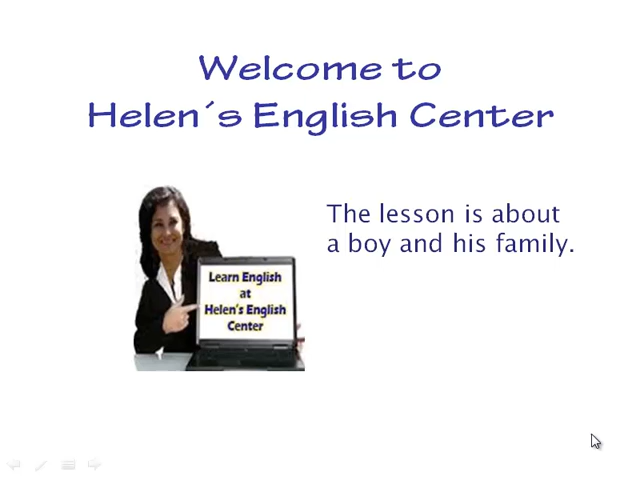 Welcome to
Helen´s English Center
The lesson is about
a boy and his family.
Learn English
at
Helen's English
Center